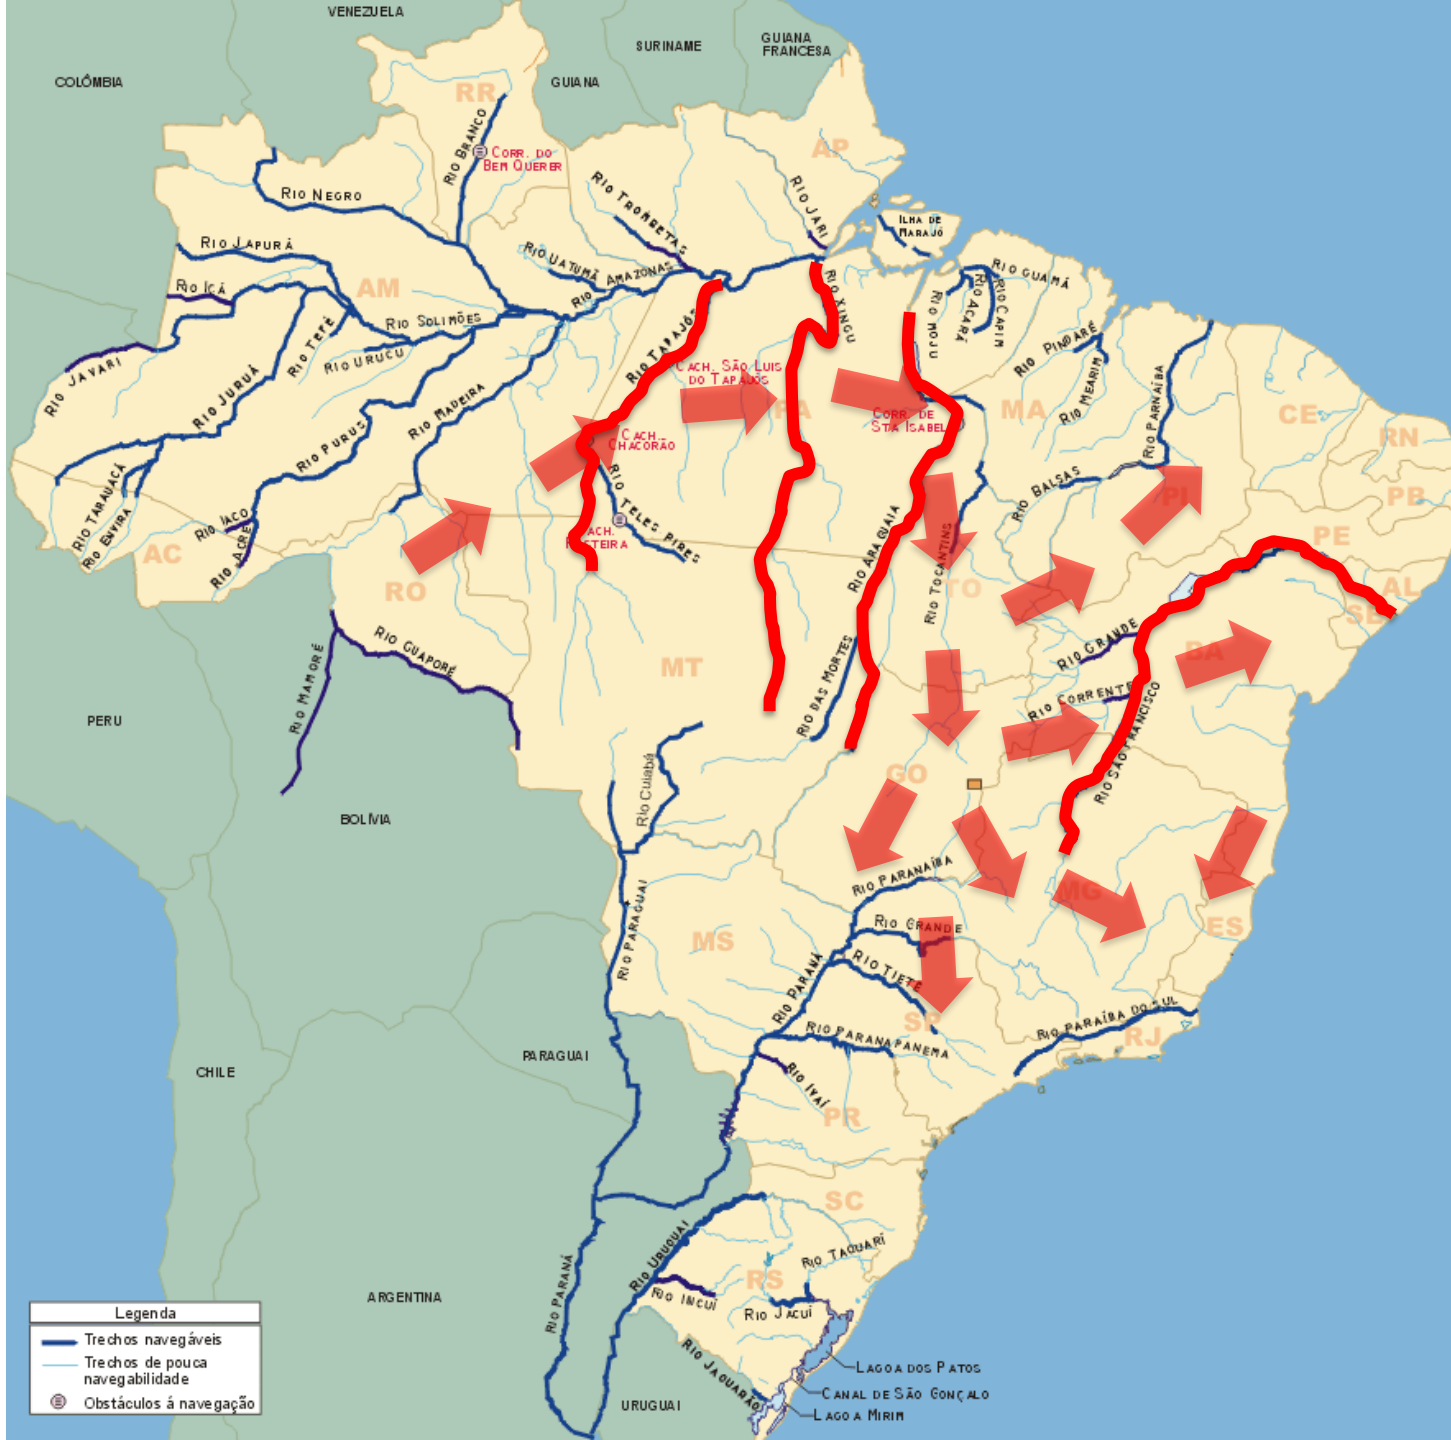 VENEZUELA
GUIANA
FRANCESA
SURINAME
COLÔMBIA
GUIANA
RR
RIO BRANCO
CORR. DO
BEM QUERER
AP
RIO NEGRO
RIO TROMBETAS
RIO JARI
ILHA DE
MARAJÓ
RIO JAPURÁ
RIO UATUMÃ
RIO AMAZONAS
RIO GUAMÁ
RIO ICÁ
AM
RIO XINGU
RIO MOJU
RIO ACARÁ
RIO CAPIM
RIO SOLIMÕES
RIO TEFÉ
RIO URUCU
RIO TAPAJÓS
RIO PINDARÉ
RIO JAVARI
RIO JURUÁ
RIO MADEIRA
CACH. SÃO LUIS
DO TAPAJÓS
PA
RIO MEARIM
RIO PARNAÍBA
MA
CE
CORR. DE
STA ISABEL
RN
RIO PURUS
CACH.
CHACORÃO
RIO TELES PIRES
RIO BALSAS
PI
PB
RIO TARAUACÁ
RIO ENVIRA
RIO IACO
RIO ACRE
AC
CACH.
RASTEIRA
RIO ARAGUAIA
RIO TOCANTINS
PE
RO
TO
AL
SE
RIO GUAPORÉ
RIO MAMORÉ
MT
RIO DAS MORTES
RIO GRANDE
BA
RIO CORRENTE
RIO SÃO FRANCISCO
PERU
RIO Cuiabá
GO
BOLÍVIA
RIO PARANAÍBA
MG
RIO PARAGUAI
MS
RIO GRANDE
ES
RIO TIETÊ
RIO PARANÁ
SP
RIO PARAÍBA DO SUL
RJ
RIO PARANAPANEMA
PARAGUAI
CHILE
RIO IVAÍ
PR
SC
RIO URUGUAI
RIO TAQUARÍ
RS
RIO PARANÁ
ARGENTINA
RIO INCUÍ
RIO JACUÍ
RIO JAQUARÃO
LAGOA DOS PATOS
CANAL DE SÃO GONÇALO
LAGOA MIRIM
URUGUAI
Legenda
Trechos navegáveis
Trechos de pouca
navegabilidade
Obstáculos á navegação